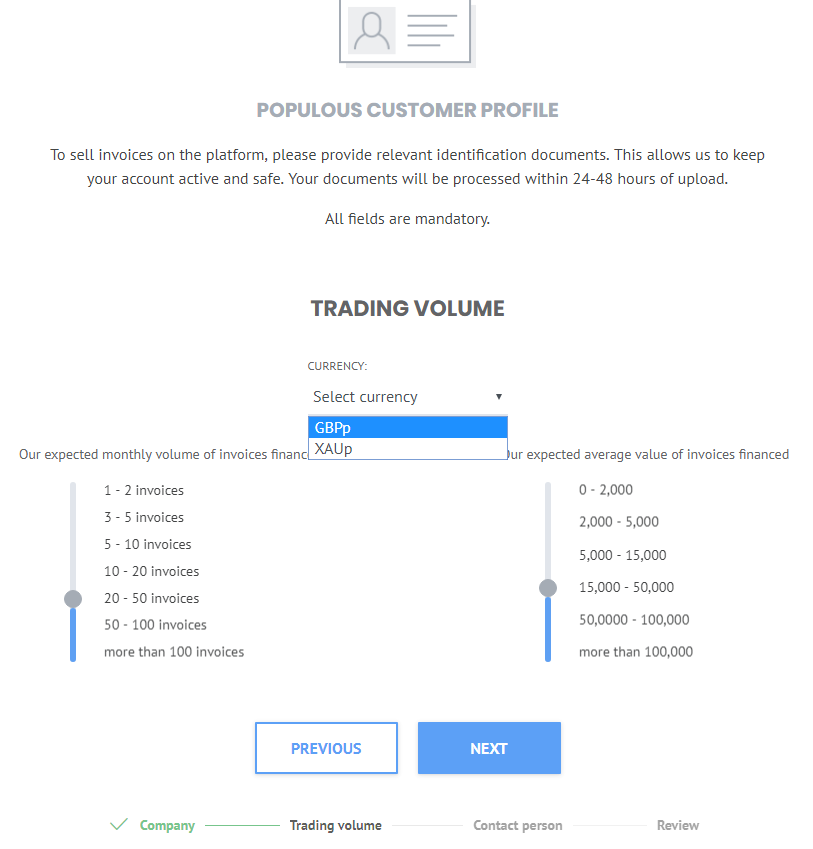 POPULOUS CUSTOMER PROFILE
To sell invoices on the platform, please provide relevant identification documents. This allows us to keep
your account active and safe. Your documents will be processed within 24-48 hours of upload.
All fields are mandatory.
TRADING VOLUME
CURRENCY:
Select currency
GBPp
XAUp
Our expected monthly volume of invoices
1 - 2 invoices
3 - 5 invoices
5 - 10 invoices
10 - 20 invoices
20 - 50 invoices
50 - 100 invoices
more than 100 invoices
Our expected average value of invoices financed
0 - 2,000
2,000 - 5,000
5,000 - 15,000
15,000 - 50,000
50,0000 - 100,000
more than 100,000
PREVIOUS
NEXT
Company
Trading volume
Contact person
Review